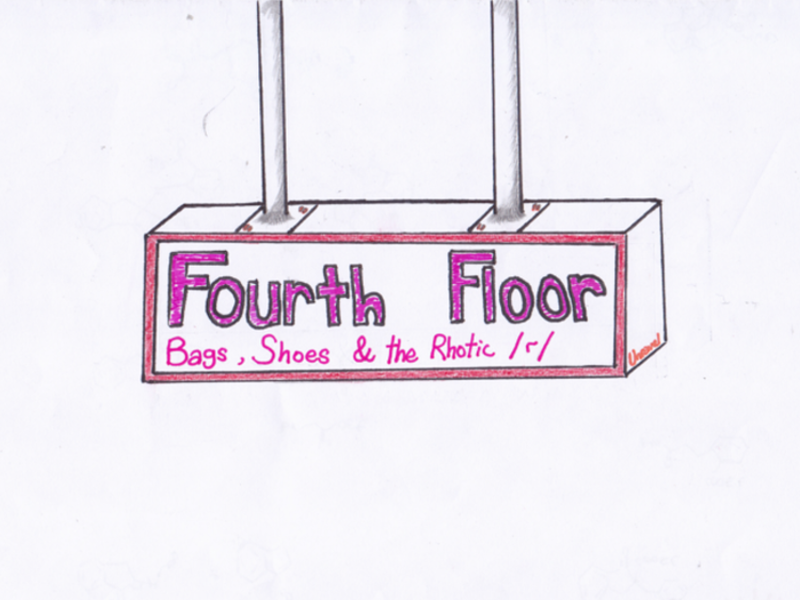 Fourth Floor
Bags, Shoes & the Rhotic /r/